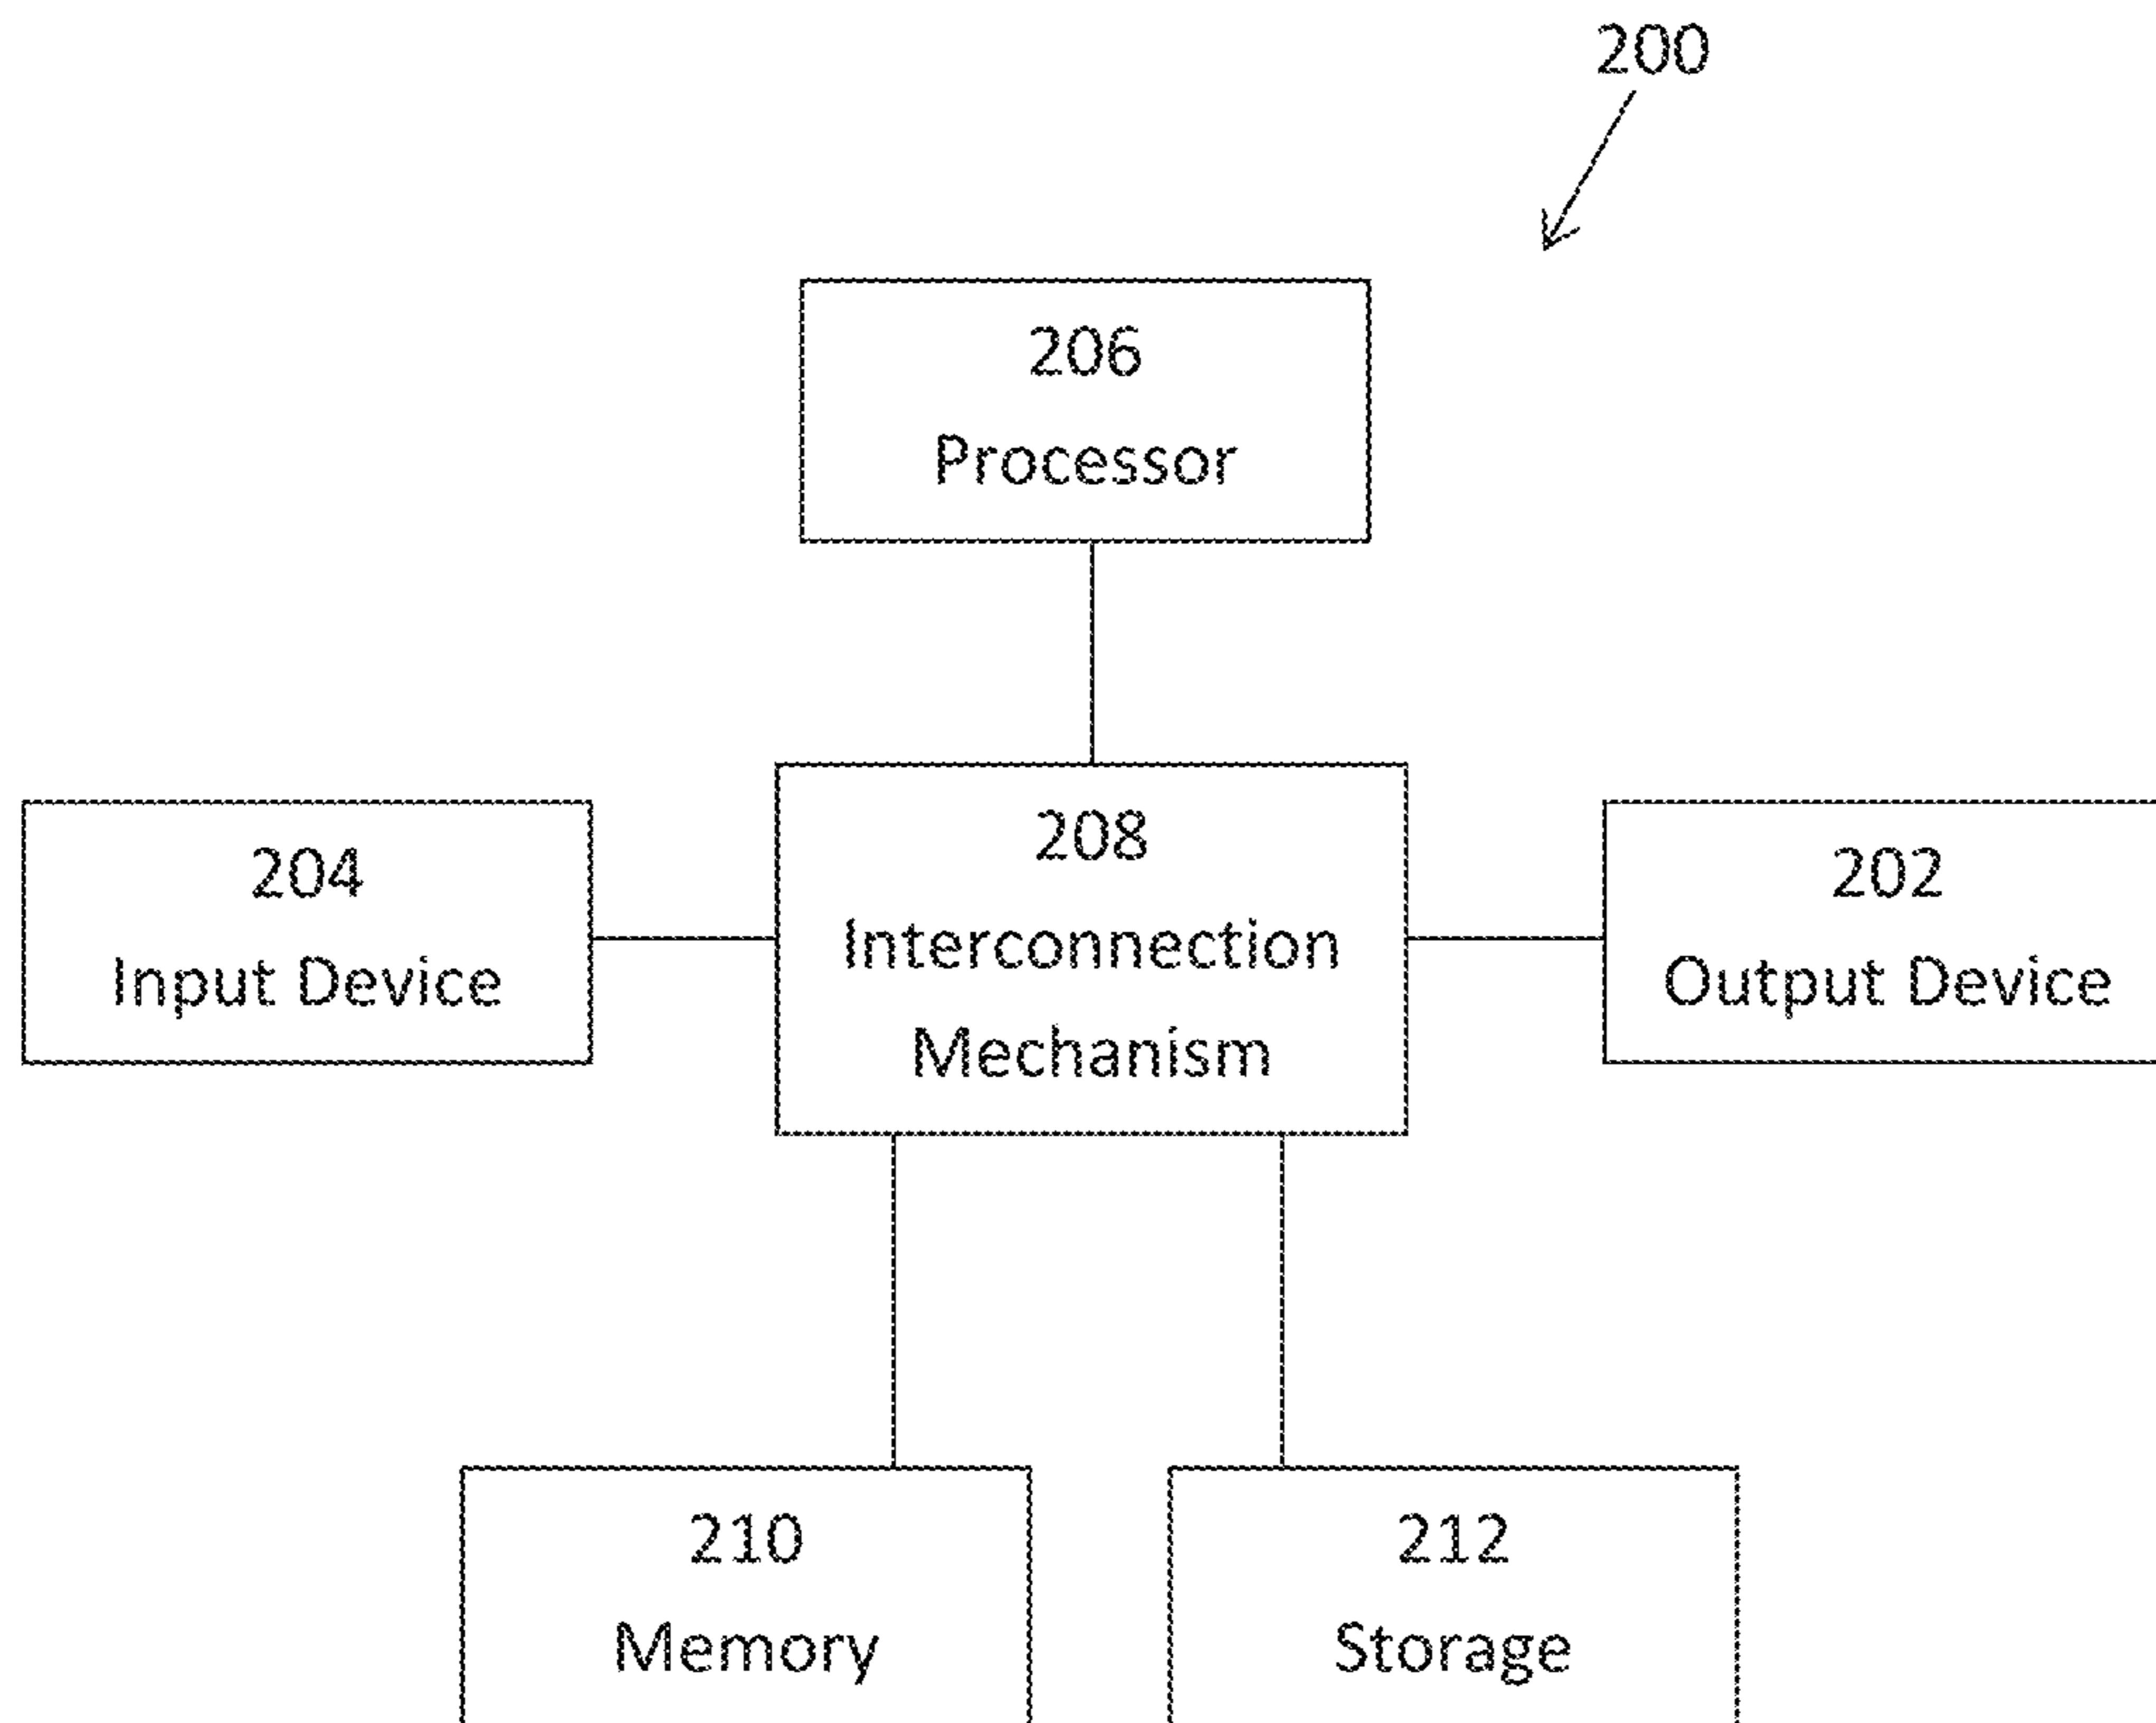 200
206
Processor
204
Input Device
208
Interconnection
Mechanism
202
Output Device
210
Memory
212
Storage